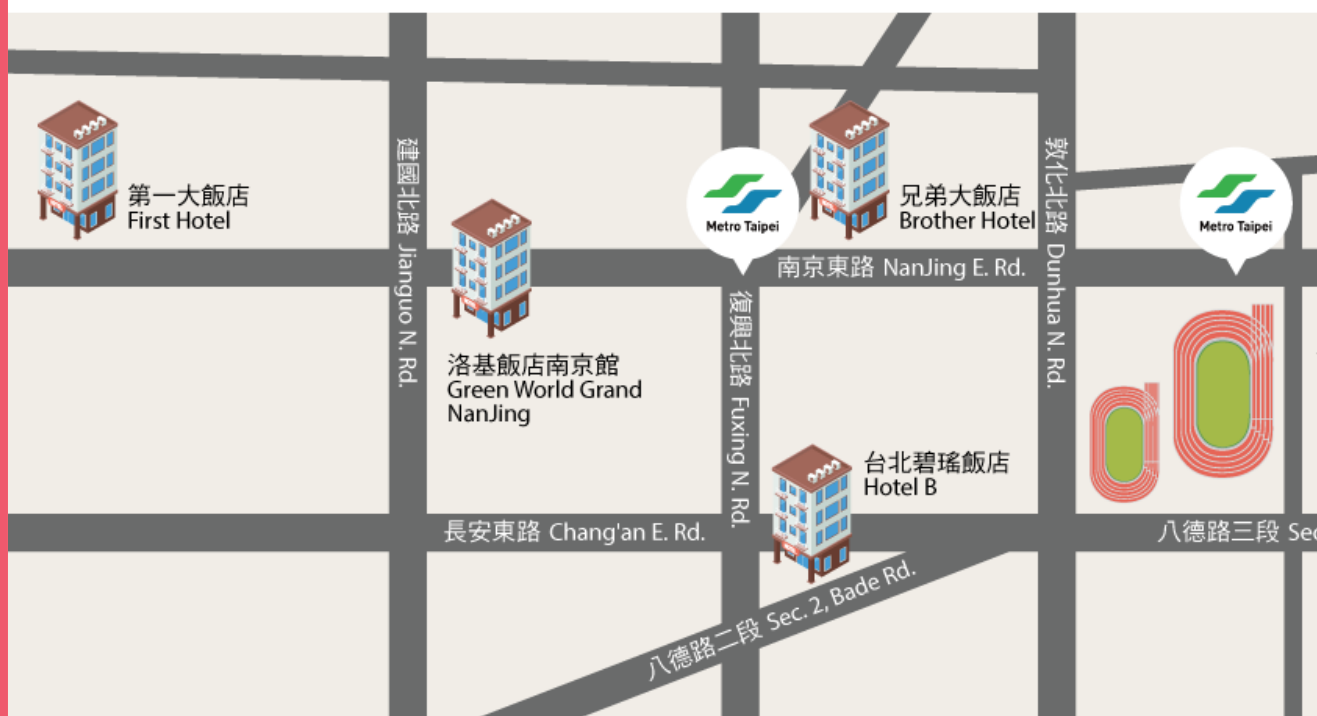 第一大飯店
First Hotel
建國北路 Jianguo N. Rd.
洛基飯店南京館
Green World Grand
NanJing
Metro Taipei
兄弟大飯店
Brother Hotel
敦化北路 Dunhua N. Rd.
Metro Taipei
南京東路 NanJing E. Rd.
復興北路 Fuxing N. Rd.
台北碧瑤飯店
Hotel B
長安東路 Chang'an E. Rd.
八德路二段 Sec. 2, Bade Rd.
八德路三段 Sec